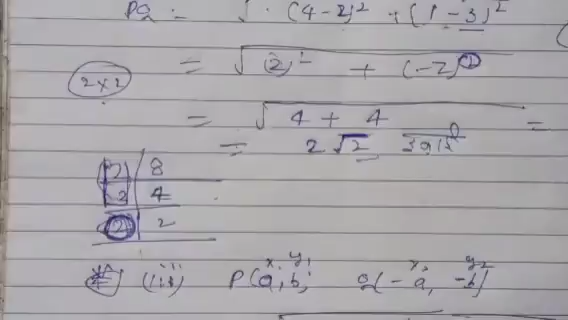 PQ = √(4-2)² + (1-3)²
2×2 = √(2)² + (-2)²
= √4 + 4 =
= 2√2
2 | 8
2 | 4
2 | 2
(iii) P(a, b) Q(-a, -b)
x, y, x, y₂